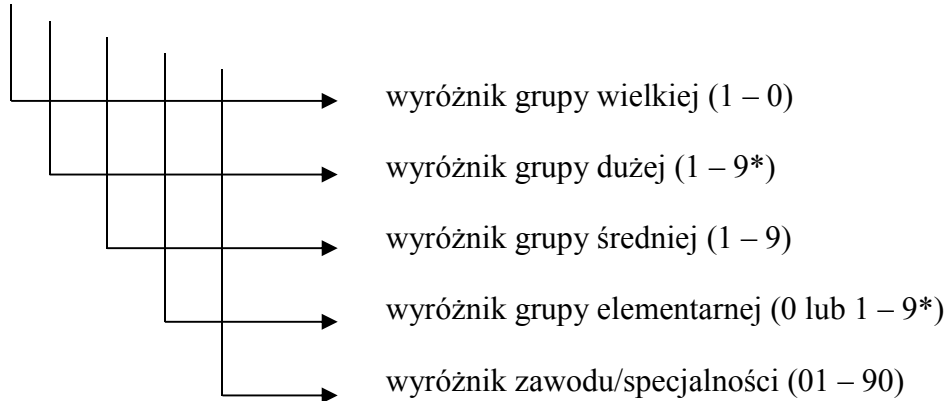 wyróżnik grupy wielkiej (1 – 0)
wyróżnik grupy dużej (1 – 9*)
wyróżnik grupy średniej (1 – 9)
wyróżnik grupy elementarnej (0 lub 1 – 9*)
wyróżnik zawodu/specjalności (01 – 90)